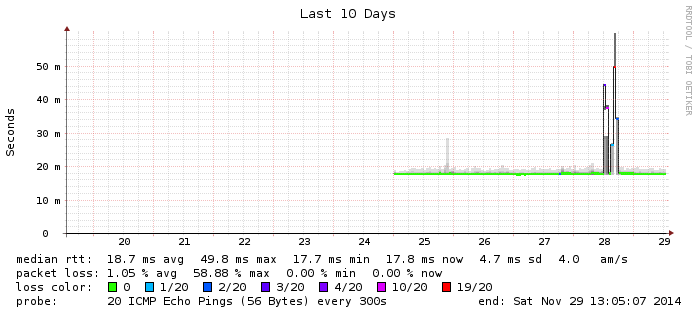 Last 10 Days
RRDTOOL / TOBI OETIKER
Seconds
50 m
40 m
30 m
20 m
10 m
0
20 21 22 23 24 25 26 27 28 29
median rtt: 18.7 ms avg 49.8 ms max 17.7 ms min 17.8 ms now 4.7 ms sd 4.0 am/s
packet loss: 1.05 % avg 58.88 % max 0.00 % min 0.00 % now
loss color: 0 1/20 2/20 3/20 4/20 10/20 19/20
probe: 20 ICMP Echo Pings (56 Bytes) every 300s end: Sat Nov 29 13:05:07 2014